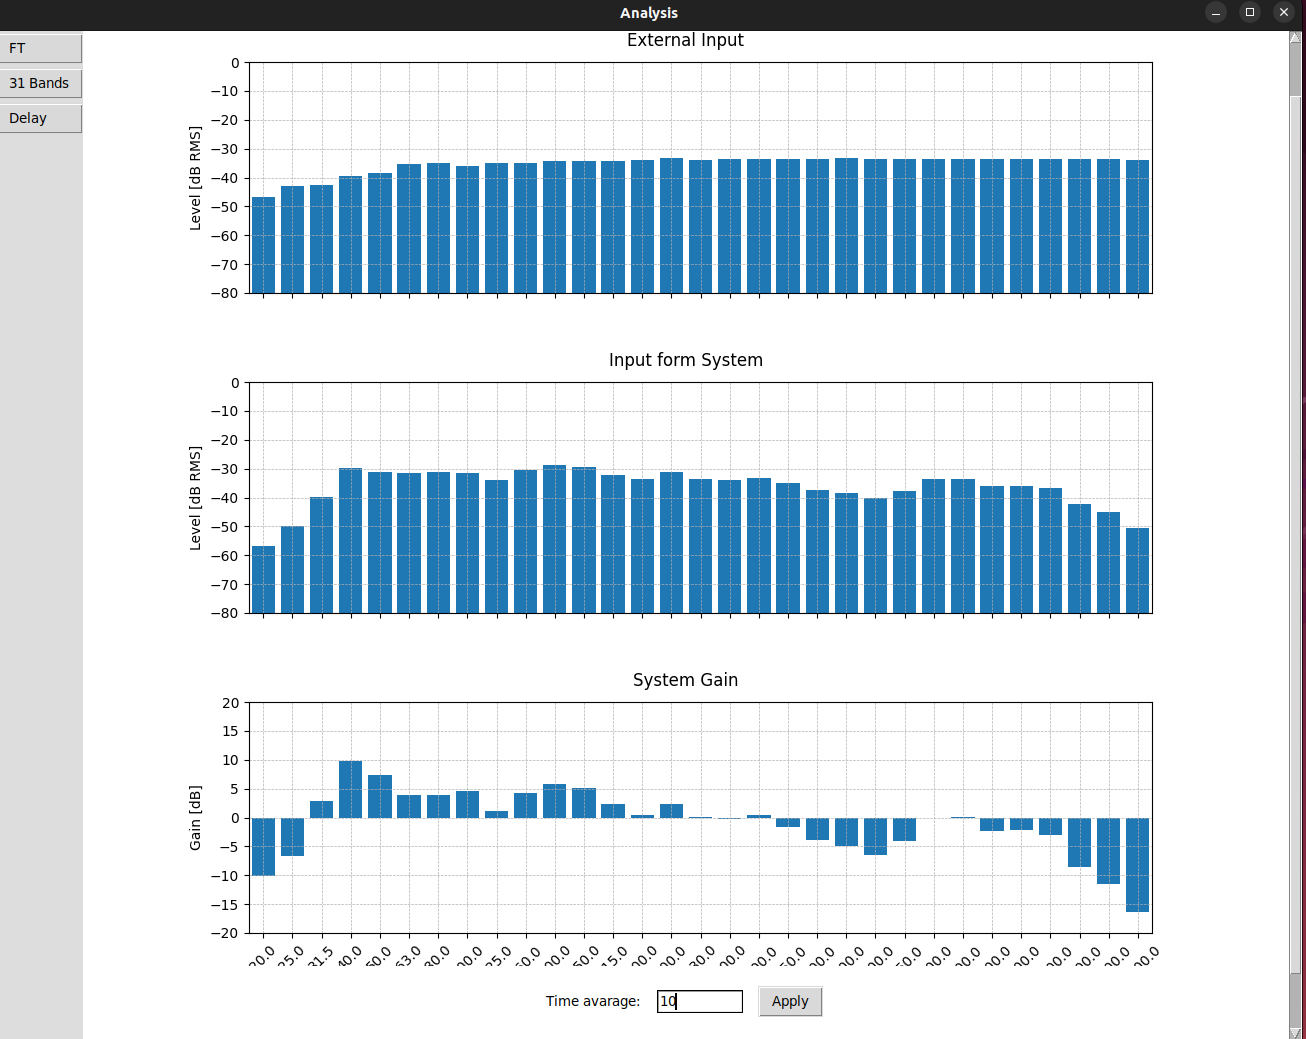 Analysis
FT
31 Bands
Delay
External Input
Level [dB RMS]
0
−10
−20
−30
−40
−50
−60
−70
−80
Input form System
Level [dB RMS]
0
−10
−20
−30
−40
−50
−60
−70
−80
System Gain
Gain [dB]
20
15
10
5
0
−5
−10
−15
−20
Time avarage: 10 Apply